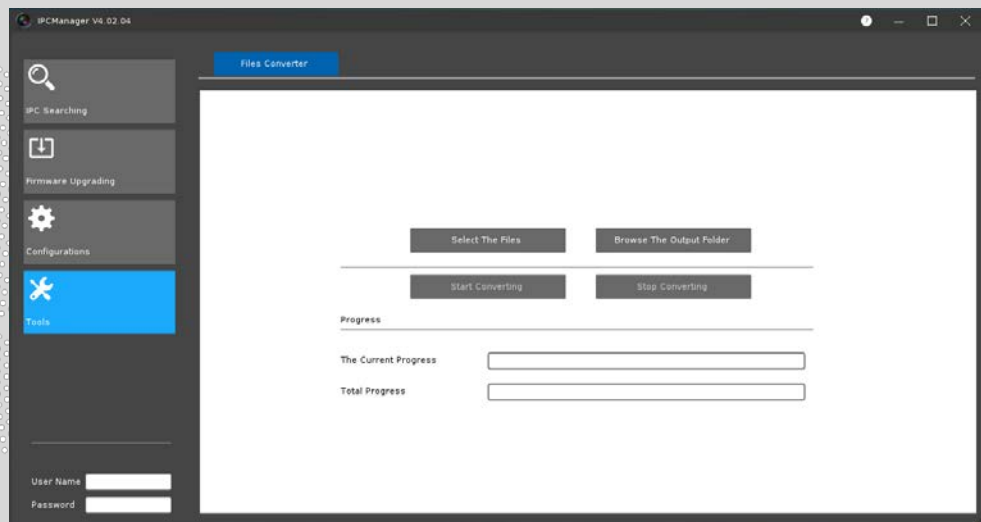 IPCManager V4.02.04
Files Converter
IPC Searching
Firmware Upgrading
Configurations
Tools
Select The Files
Browse The Output Folder
Start Converting
Stop Converting
Progress
The Current Progress
Total Progress
User Name
Password